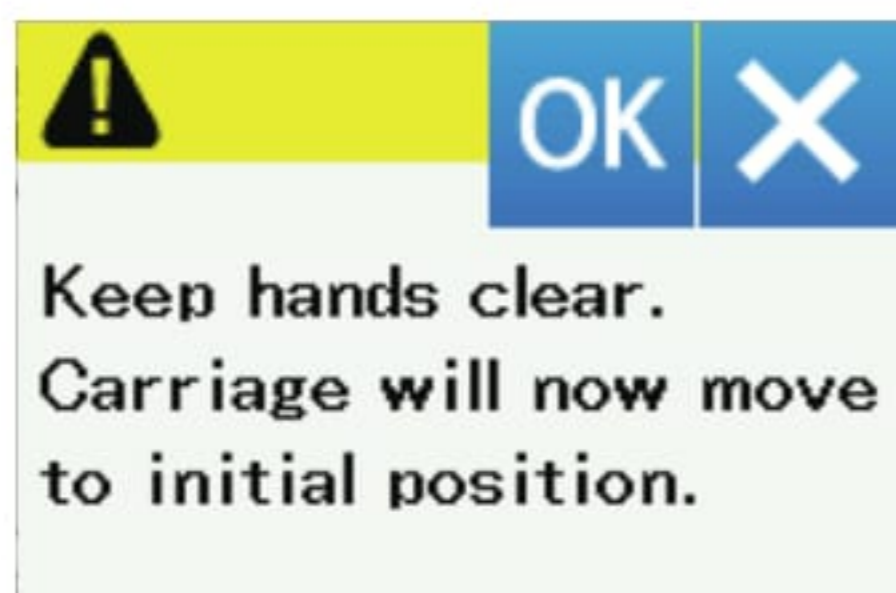 OK
Keep hands clear.
Carriage will now move
to initial position.